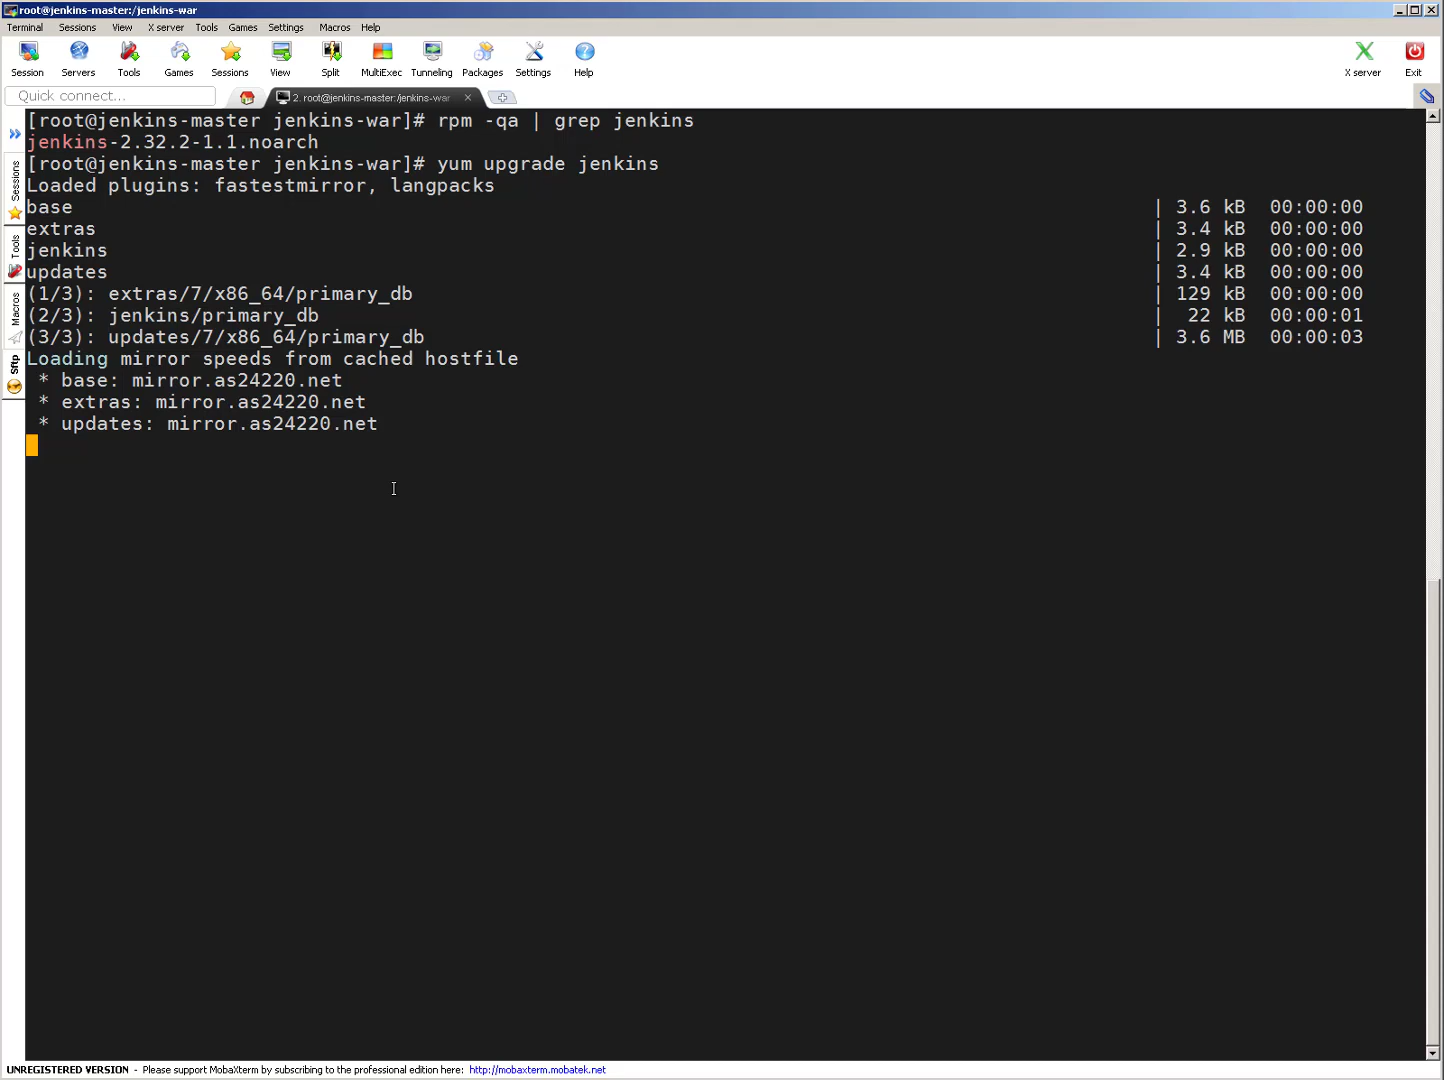 root@jenkins-master:/jenkins-war
Terminal Sessions View X server Tools Games Settings Macros Help
Session Servers Tools Games Sessions View Split MultiExec Tunneling Packages Settings Help X server Exit
Quick connect...
2. root@jenkins-master:/jenkins-war
[root@jenkins-master jenkins-war]# rpm -qa | grep jenkins
jenkins-2.32.2-1.1.noarch
[root@jenkins-master jenkins-war]# yum upgrade jenkins
Loaded plugins: fastestmirror, langpacks
base | 3.6 kB 00:00:00
extras | 3.4 kB 00:00:00
jenkins | 2.9 kB 00:00:00
updates | 3.4 kB 00:00:00
(1/3): extras/7/x86_64/primary_db | 129 kB 00:00:00
(2/3): jenkins/primary_db | 22 kB 00:00:01
(3/3): updates/7/x86_64/primary_db | 3.6 MB 00:00:03
Loading mirror speeds from cached hostfile
* base: mirror.as24220.net
* extras: mirror.as24220.net
* updates: mirror.as24220.net
Sessions
Tools
Macros
Sftp
UNREGISTERED VERSION - Please support MobaXterm by subscribing to the professional edition here: http://mobaxterm.mobatek.net